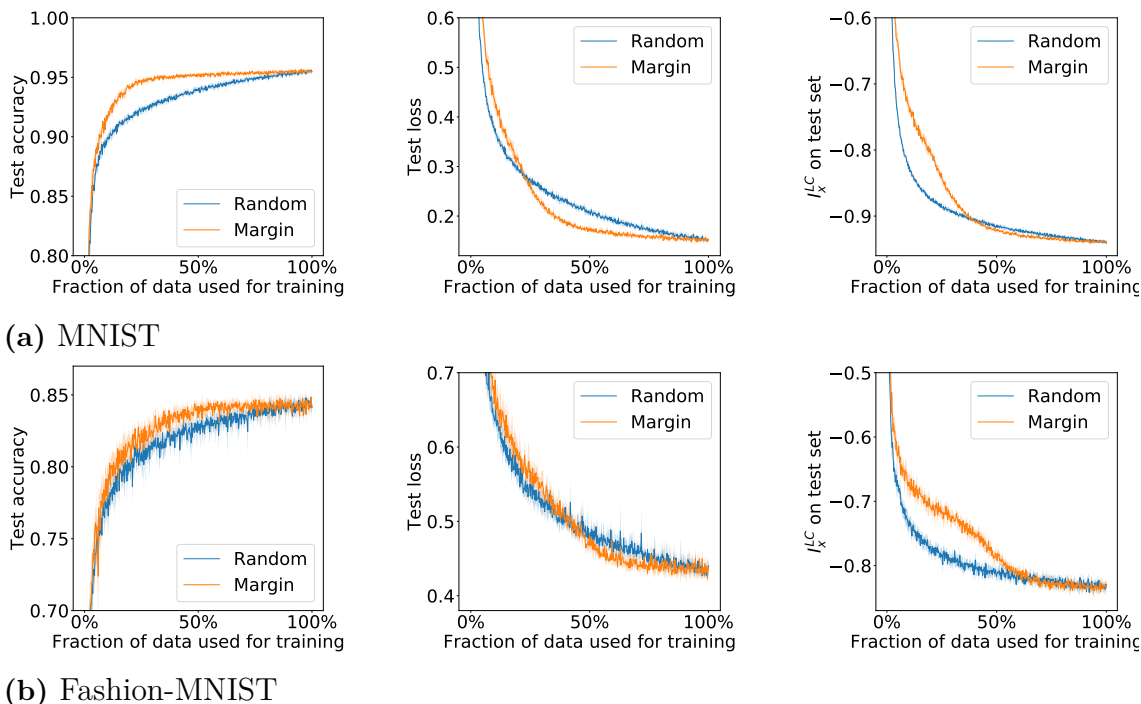 1.00
0.95
0.90
0.85
0.80
Test accuracy
Random
Margin
0% 50% 100%
Fraction of data used for training
0.6
0.5
0.4
0.3
0.2
Test loss
Random
Margin
0% 50% 100%
Fraction of data used for training
−0.6
−0.7
−0.8
−0.9
I_x^{LC} on test set
Random
Margin
0% 50% 100%
Fraction of data used for training
(a) MNIST
0.85
0.80
0.75
0.70
Test accuracy
Random
Margin
0% 50% 100%
Fraction of data used for training
0.7
0.6
0.5
0.4
Test loss
Random
Margin
0% 50% 100%
Fraction of data used for training
−0.5
−0.6
−0.7
−0.8
I_x^{LC} on test set
Random
Margin
0% 50% 100%
Fraction of data used for training
(b) Fashion-MNIST